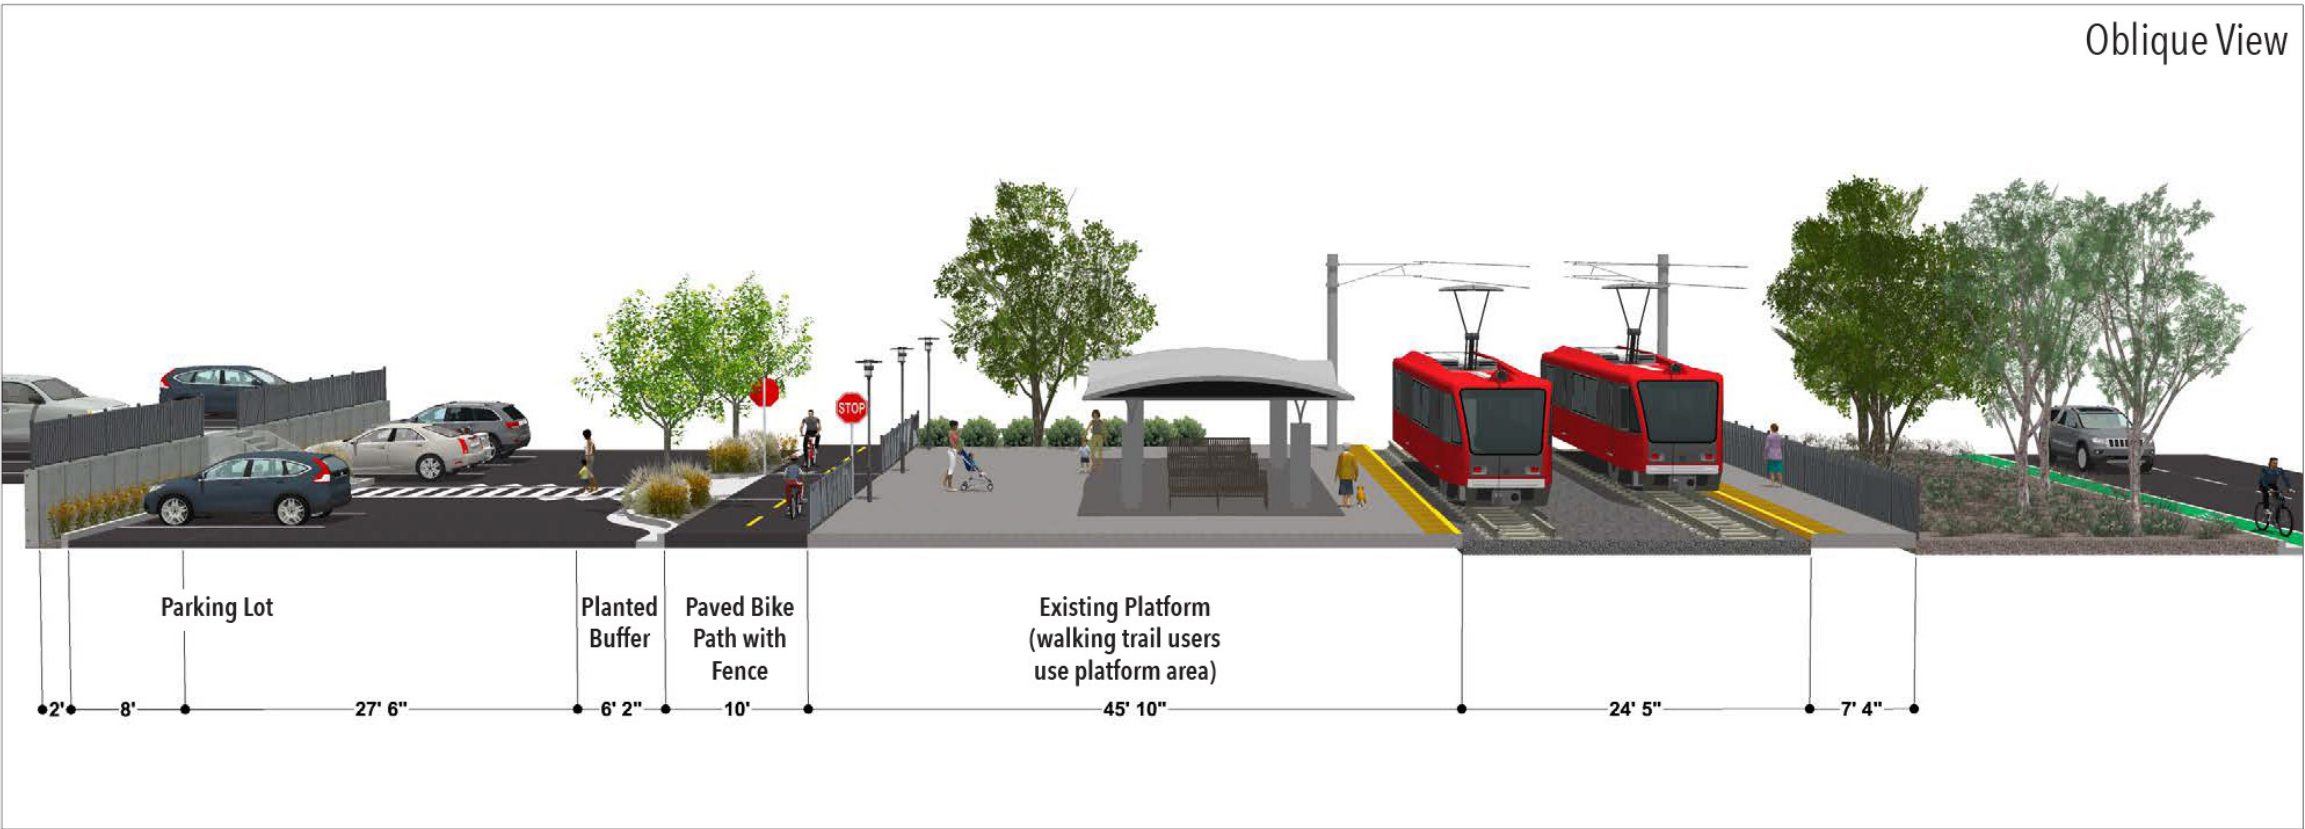 Oblique View
STOP
Parking Lot
Planted
Buffer
Paved Bike
Path with
Fence
Existing Platform
(walking trail users
use platform area)
2' 8' 27' 6" 6' 2" 10' 45' 10" 24' 5" 7' 4"